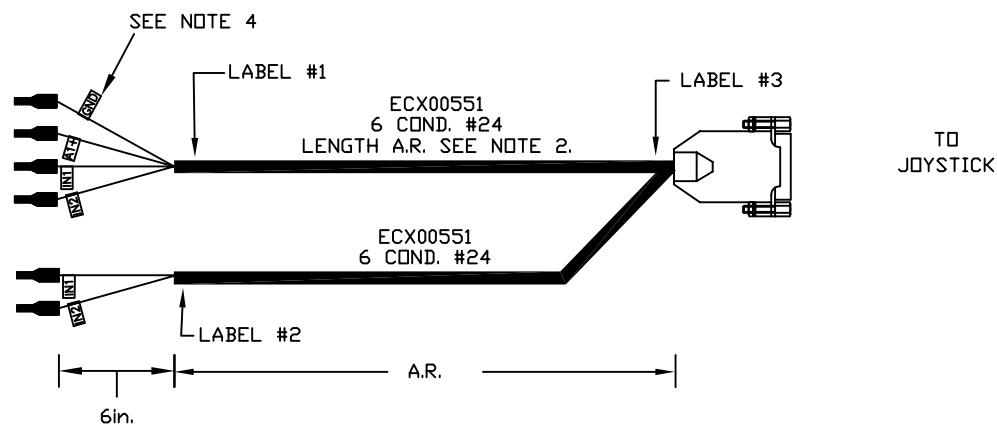 SEE NOTE 4
LABEL #1
LABEL #3
ECX00551
6 COND. #24
LENGTH A.R. SEE NOTE 2.
GND
A1+
IN1
IN2
TO
JOYSTICK
ECX00551
6 COND. #24
IN1
IN2
LABEL #2
A.R.
6in.